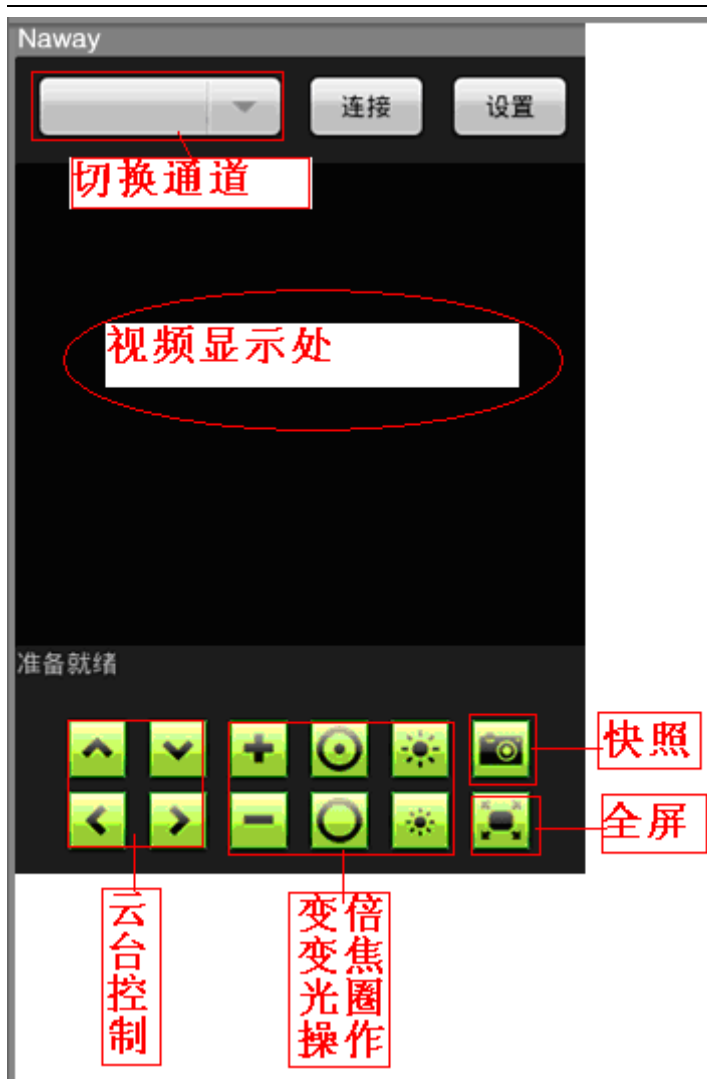 Naway
连接 设置
切换通道
视频显示处
准备就绪
快照
全屏
云台控制
变倍
变焦
光圈
操作